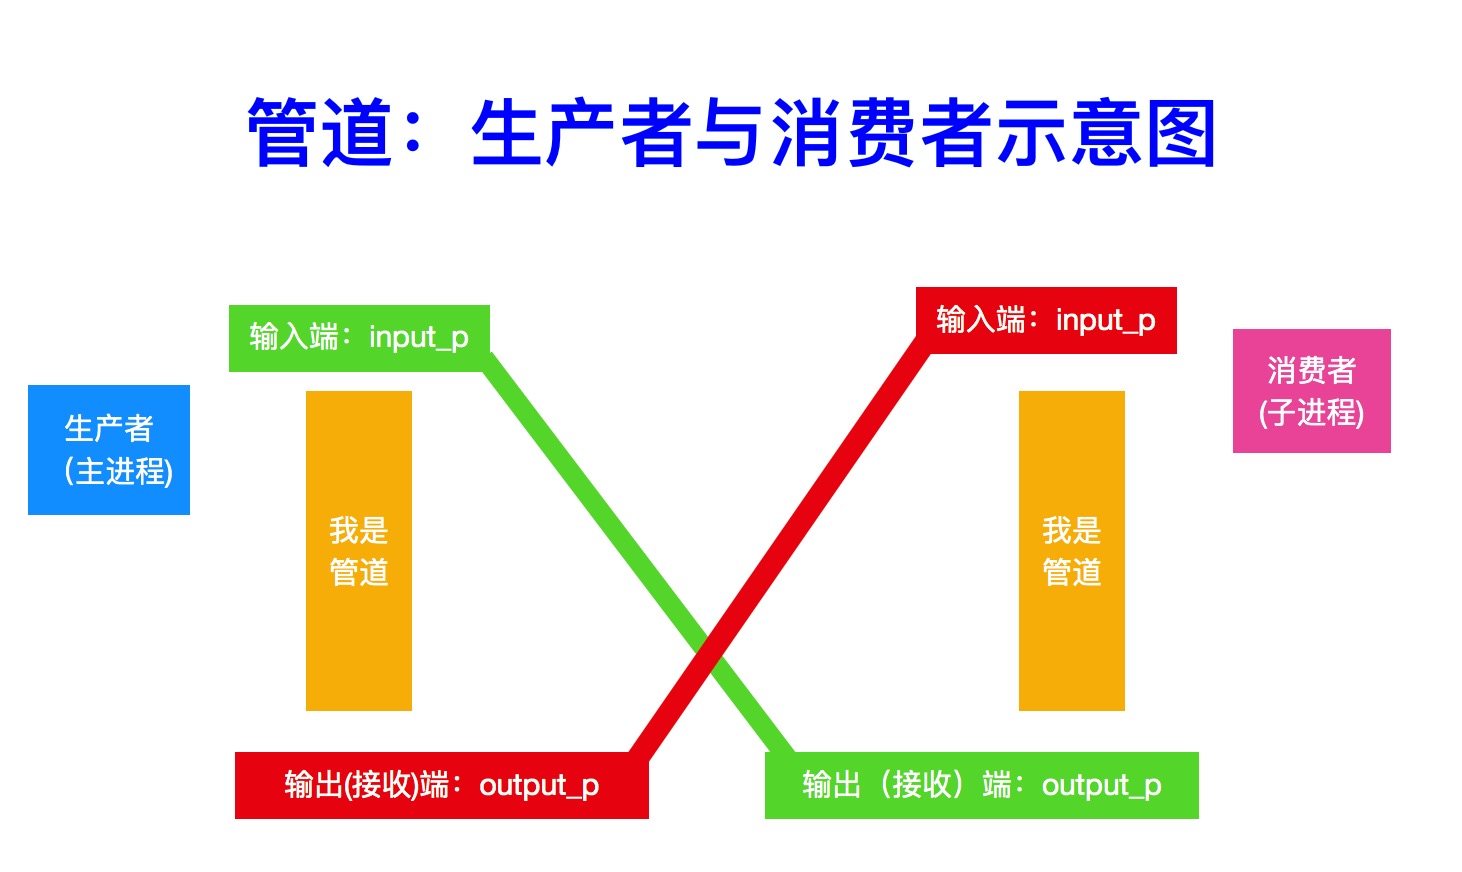 管道：生产者与消费者示意图
输入端：input_p
输入端：input_p
生产者
（主进程)
消费者
(子进程)
我是
管道
我是
管道
输出(接收)端：output_p
输出（接收）端：output_p